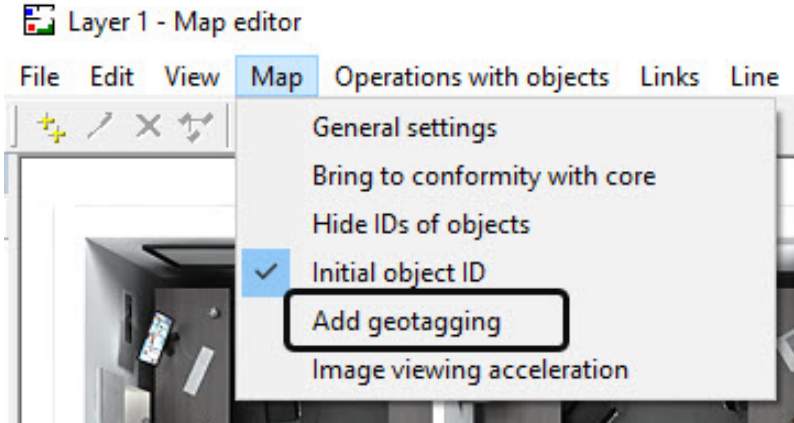 Layer 1 - Map editor
File Edit View Map Operations with objects Links Line
General settings
Bring to conformity with core
Hide IDs of objects
Initial object ID
Add geotagging
Image viewing acceleration